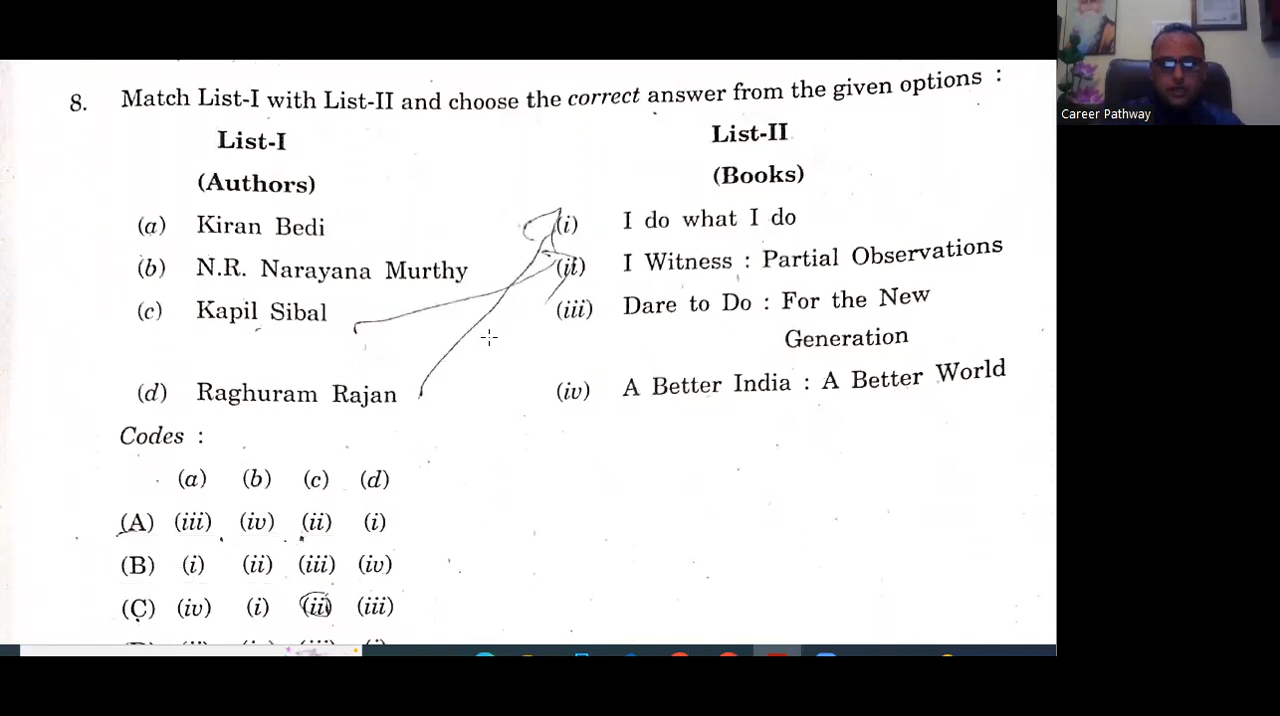 Career Pathway
8. Match List-I with List-II and choose the correct answer from the given options :
List-I List-II
(Authors) (Books)
(a) Kiran Bedi (i) I do what I do
(b) N.R. Narayana Murthy (ii) I Witness : Partial Observations
(c) Kapil Sibal (iii) Dare to Do : For the New
Generation
(d) Raghuram Rajan (iv) A Better India : A Better World
Codes :
(a) (b) (c) (d)
(A) (iii) (iv) (ii) (i)
(B) (i) (ii) (iii) (iv)
(C) (iv) (i) (ii) (iii)